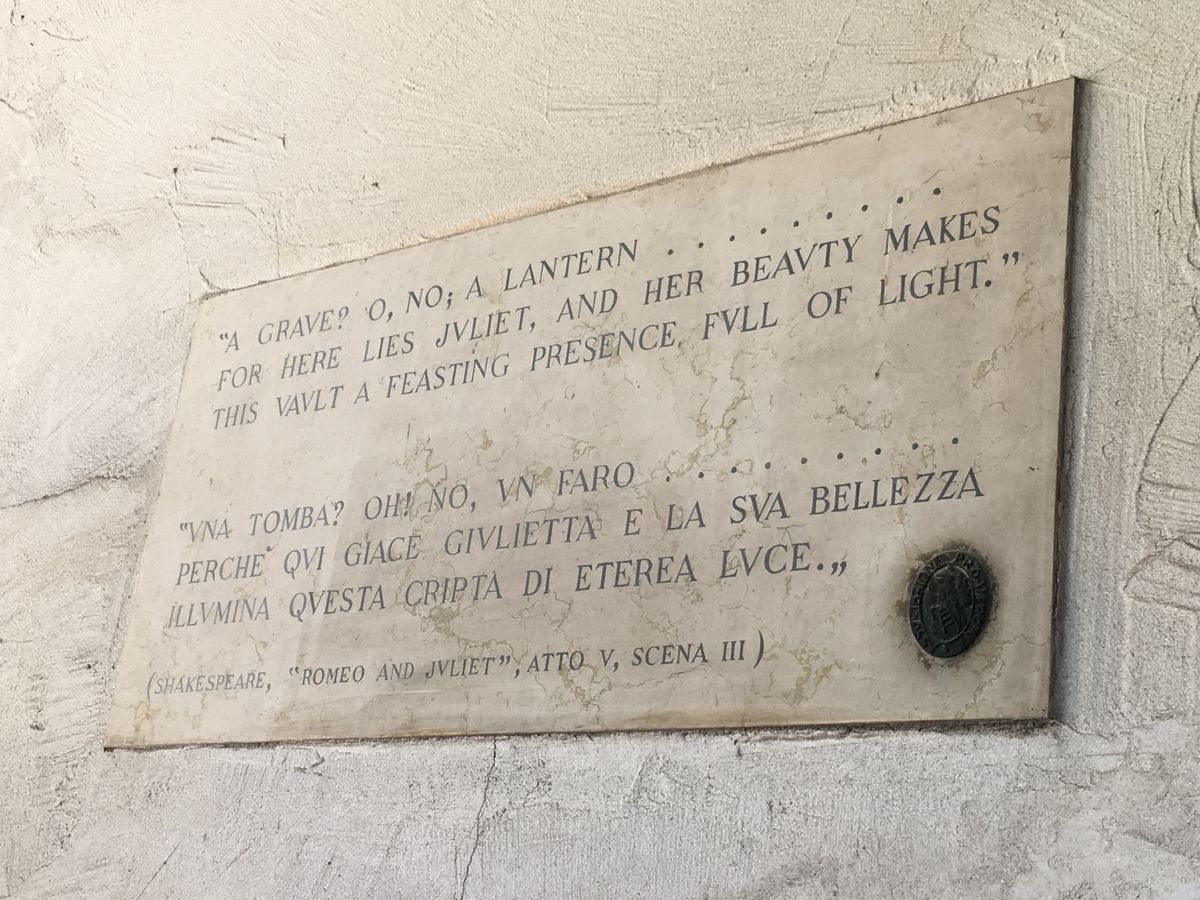 "A GRAVE? O, NO; A LANTERN . . . . . . . . .
FOR HERE LIES JVLIET, AND HER BEAVTY MAKES
THIS VAVLT A FEASTING PRESENCE FVLL OF LIGHT."
"VNA TOMBA? OH! NO, VN FARO . . . . . . . . .
PERCHE' QVI GIACE GIVLIETTA E LA SVA BELLEZZA
ILLVMINA QVESTA CRIPTA DI ETEREA LVCE.„
(SHAKESPEARE, "ROMEO AND JVLIET", ATTO V, SCENA III)